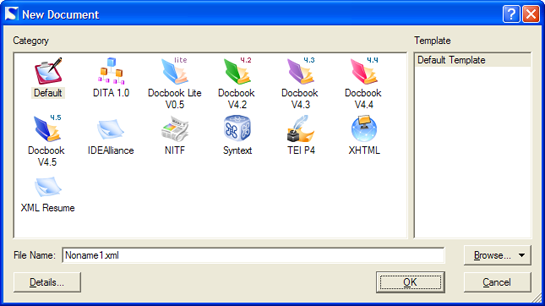 New Document
Category
Template
lite
4.2
4.3
4.4
Default
DITA 1.0
Docbook Lite
V0.5
Docbook
V4.2
Docbook
V4.3
Docbook
V4.4
Default Template
4.5
Docbook
V4.5
IDEAlliance
NITF
Syntext
TEI P4
XHTML
XML Resume
File Name:
Noname1.xml
Browse...
Details...
OK
Cancel